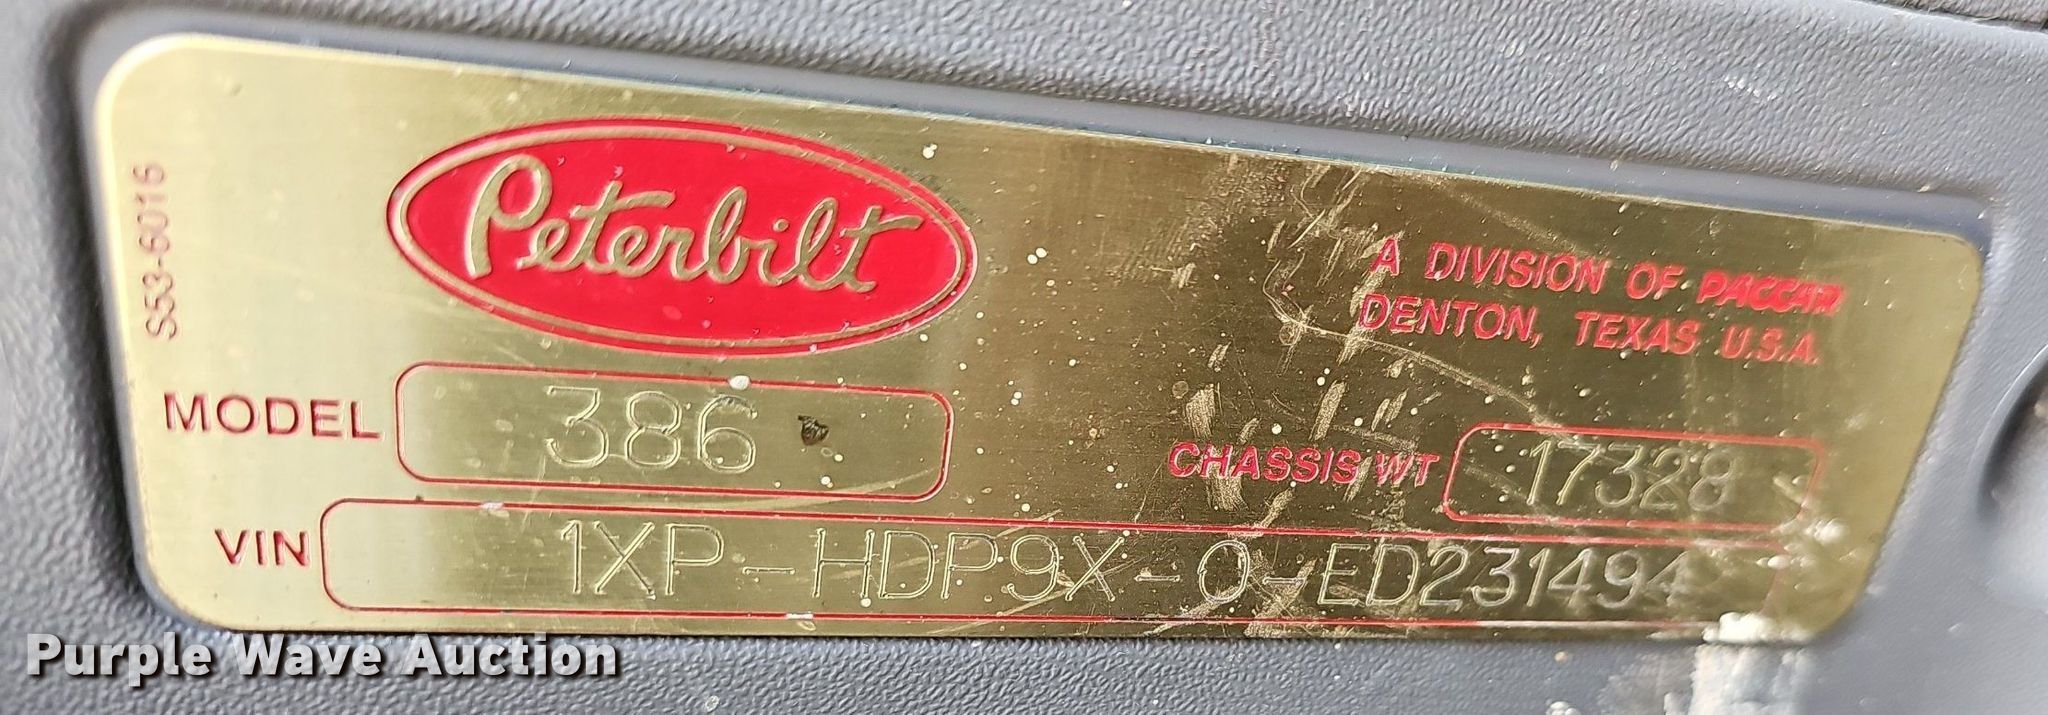 S53-6016
Peterbilt
A DIVISION OF PACCAR
DENTON, TEXAS U.S.A.
MODEL 386
CHASSIS WT 17328
VIN 1XP-HDP9X-0-ED231494
Purple Wave Auction